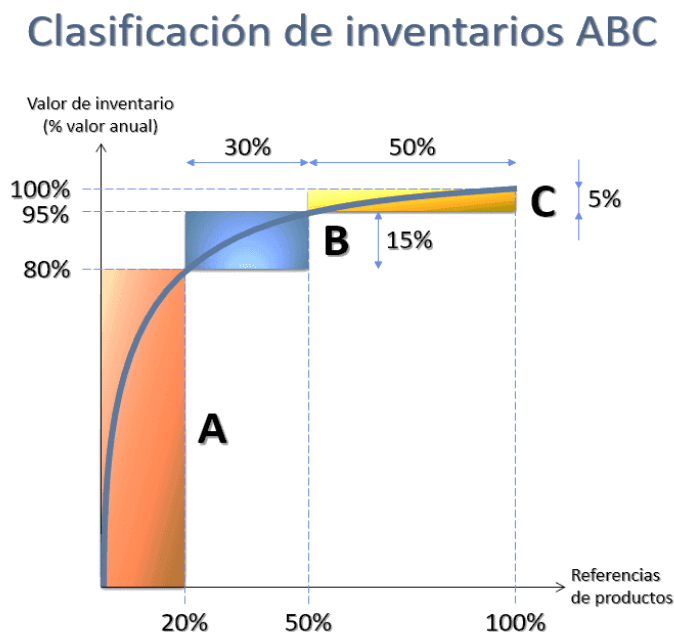 Clasificación de inventarios ABC
Valor de inventario
(% valor anual)
30%
50%
100%
95%
80%
C
5%
B
15%
A
Referencias
de productos
20%
50%
100%